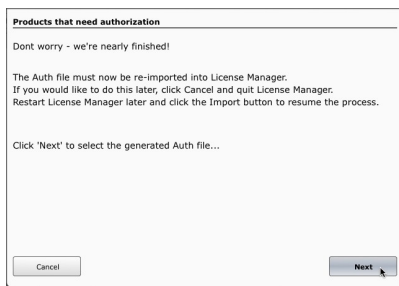 Products that need authorization
Dont worry - we're nearly finished!
The Auth file must now be re-imported into License Manager.
If you would like to do this later, click Cancel and quit License Manager.
Restart License Manager later and click the Import button to resume the process.
Click 'Next' to select the generated Auth file...
Cancel
Next